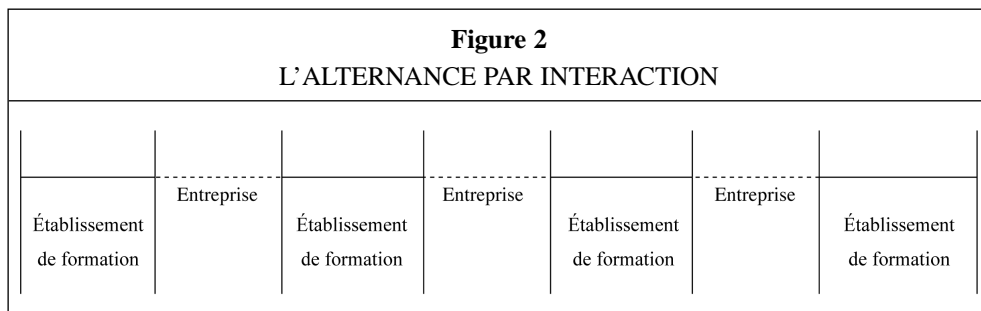 Figure 2
L'ALTERNANCE PAR INTERACTION
Entreprise Entreprise Entreprise
Établissement Établissement Établissement Établissement
de formation de formation de formation de formation